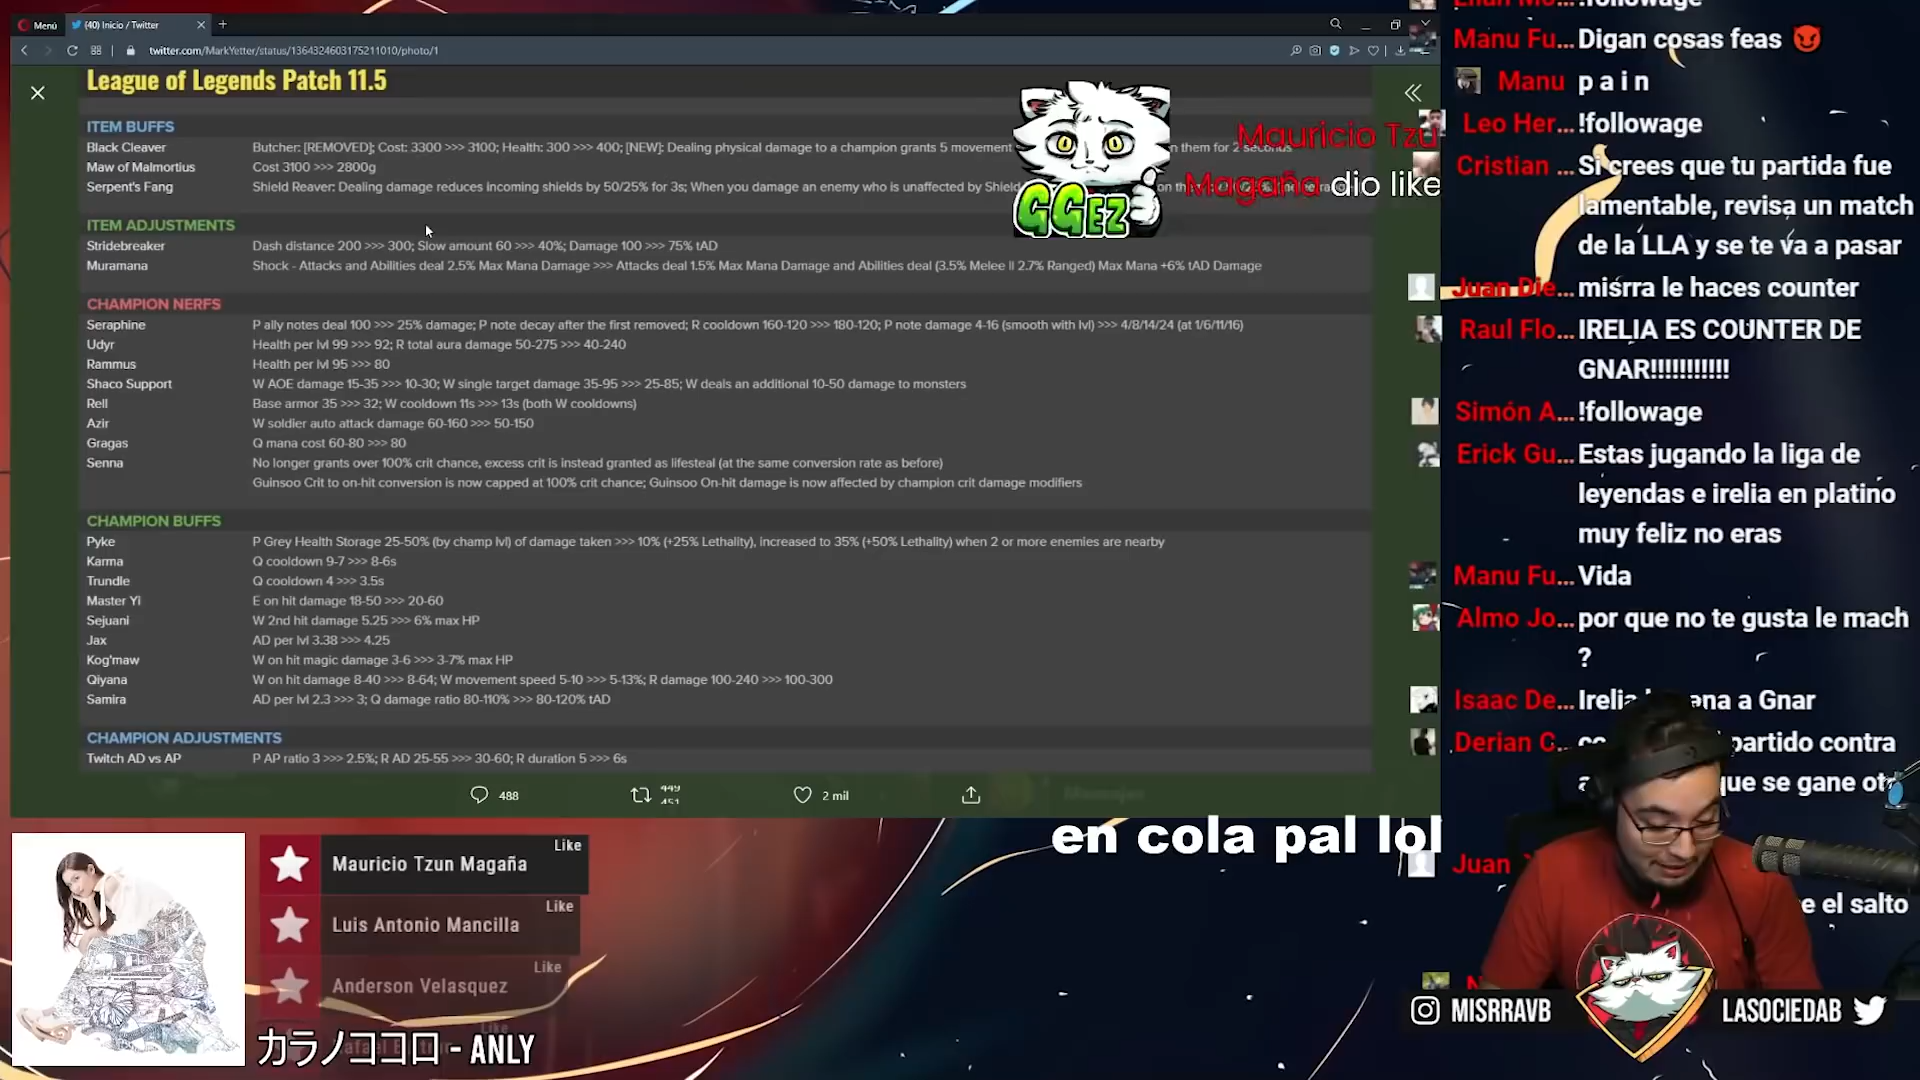 Menú
(40) Inicio / Twitter
twitter.com/MarkYetter/status/1364324603175211010/photo/1
League of Legends Patch 11.5
ITEM BUFFS
Black Cleaver Butcher: [REMOVED]; Cost: 3300 >>> 3100; Health: 300 >>> 400; [NEW]: Dealing physical damage to a champion grants 5 movement them for 2 seconds
Maw of Malmortius Cost 3100 >>> 2800g
Serpent's Fang Shield Reaver: Dealing damage reduces incoming shields by 50/25% for 3s; When you damage an enemy who is unaffected by Shield
ITEM ADJUSTMENTS
Stridebreaker Dash distance 200 >>> 300; Slow amount 60 >>> 40%; Damage 100 >>> 75% tAD
Muramana Shock - Attacks and Abilities deal 2.5% Max Mana Damage >>> Attacks deal 1.5% Max Mana Damage and Abilities deal (3.5% Melee || 2.7% Ranged) Max Mana +6% tAD Damage
CHAMPION NERFS
Seraphine P ally notes deal 100 >>> 25% damage; P note decay after the first removed; R cooldown 160-120 >>> 180-120; P note damage 4-16 (smooth with lvl) >>> 4/8/14/24 (at 1/6/11/16)
Udyr Health per lvl 99 >>> 92; R total aura damage 50-275 >>> 40-240
Rammus Health per lvl 95 >>> 80
Shaco Support W AOE damage 15-35 >>> 10-30; W single target damage 35-95 >>> 25-85; W deals an additional 10-50 damage to monsters
Rell Base armor 35 >>> 32; W cooldown 11s >>> 13s (both W cooldowns)
Azir W soldier auto attack damage 60-160 >>> 50-150
Gragas Q mana cost 60-80 >>> 80
Senna No longer grants over 100% crit chance, excess crit is instead granted as lifesteal (at the same conversion rate as before)
Guinsoo Crit to on-hit conversion is now capped at 100% crit chance; Guinsoo On-hit damage is now affected by champion crit damage modifiers
CHAMPION BUFFS
Pyke P Grey Health Storage 25-50% (by champ lvl) of damage taken >>> 10% (+25% Lethality), increased to 35% (+50% Lethality) when 2 or more enemies are nearby
Karma Q cooldown 9-7 >>> 8-6s
Trundle Q cooldown 4 >>> 3.5s
Master Yi E on hit damage 18-50 >>> 20-60
Sejuani W 2nd hit damage 5.25 >>> 6% max HP
Jax AD per lvl 3.38 >>> 4.25
Kog'maw W on hit magic damage 3-6 >>> 3-7% max HP
Qiyana W on hit damage 8-40 >>> 8-64; W movement speed 5-10 >>> 5-13%; R damage 100-240 >>> 100-300
Samira AD per lvl 2.3 >>> 3; Q damage ratio 80-110% >>> 80-120% tAD
CHAMPION ADJUSTMENTS
Twitch AD vs AP P AP ratio 3 >>> 2.5%; R AD 25-55 >>> 30-60; R duration 5 >>> 6s
488
449
451
2 mil
GGEZ
Mauricio Tzu
Magaña dio like
en cola pal lol
!followage
Manu Fu... Digan cosas feas
Manu p a i n
Leo Her... !followage
Cristian ... Si crees que tu partida fue
lamentable, revisa un match
de la LLA y se te va a pasar
Juan Die... misrra le haces counter
Raul Flo... IRELIA ES COUNTER DE
GNAR!!!!!!!!!!!
Simón A... !followage
Erick Gu... Estas jugando la liga de
leyendas e irelia en platino
muy feliz no eras
Manu Fu... Vida
Almo Jo... por que no te gusta le mach
?
Isaac De... Irelia a Gnar
Derian C... partido contra
que se gane
Juan
el salto
Mauricio Tzun Magaña Like
Luis Antonio Mancilla Like
Anderson Velasquez Like
Like
カラノココロ - ANLY
MISRRAVB
LASOCIEDAB